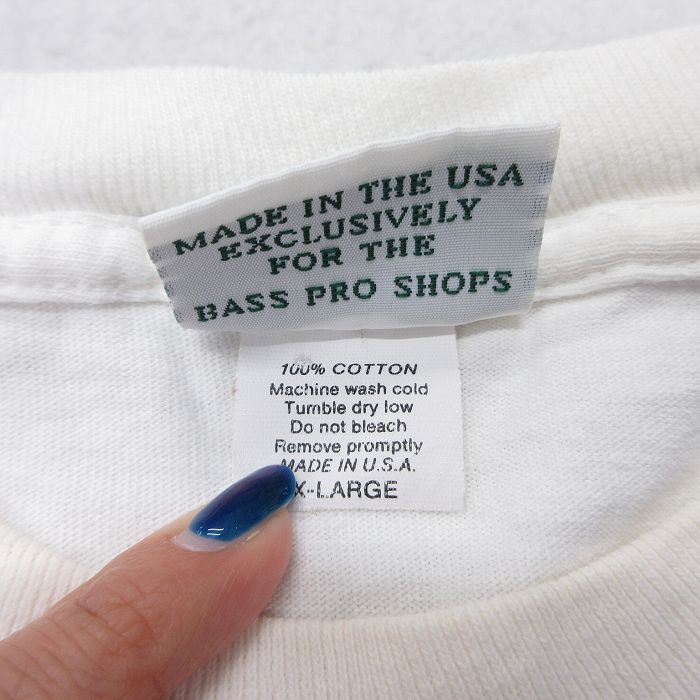 MADE IN THE USA
EXCLUSIVELY
FOR THE
BASS PRO SHOPS
100% COTTON
Machine wash cold
Tumble dry low
Do not bleach
Remove promptly
MADE IN U.S.A.
X-LARGE